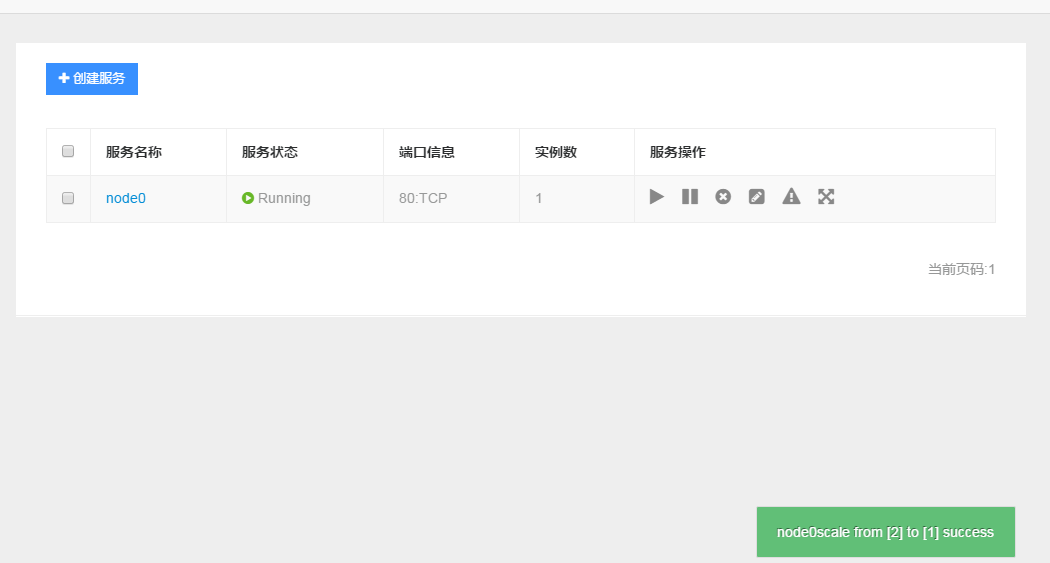 创建服务
服务名称 服务状态 端口信息 实例数 服务操作
node0 Running 80:TCP 1
当前页码:1
node0scale from [2] to [1] success